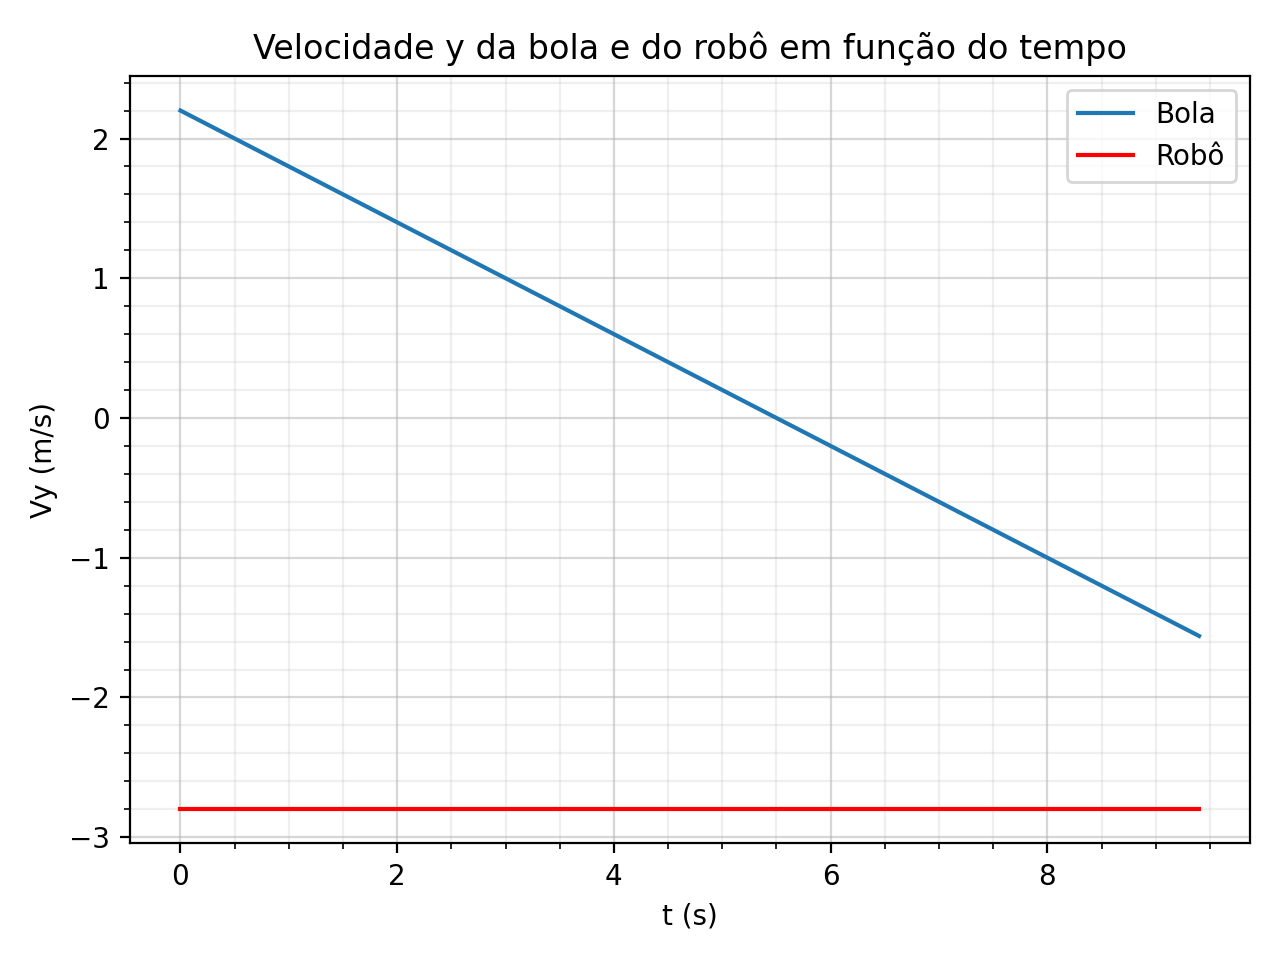 Velocidade y da bola e do robô em função do tempo
Bola
Robô
2
1
0
−1
−2
−3
Vy (m/s)
0 2 4 6 8
t (s)